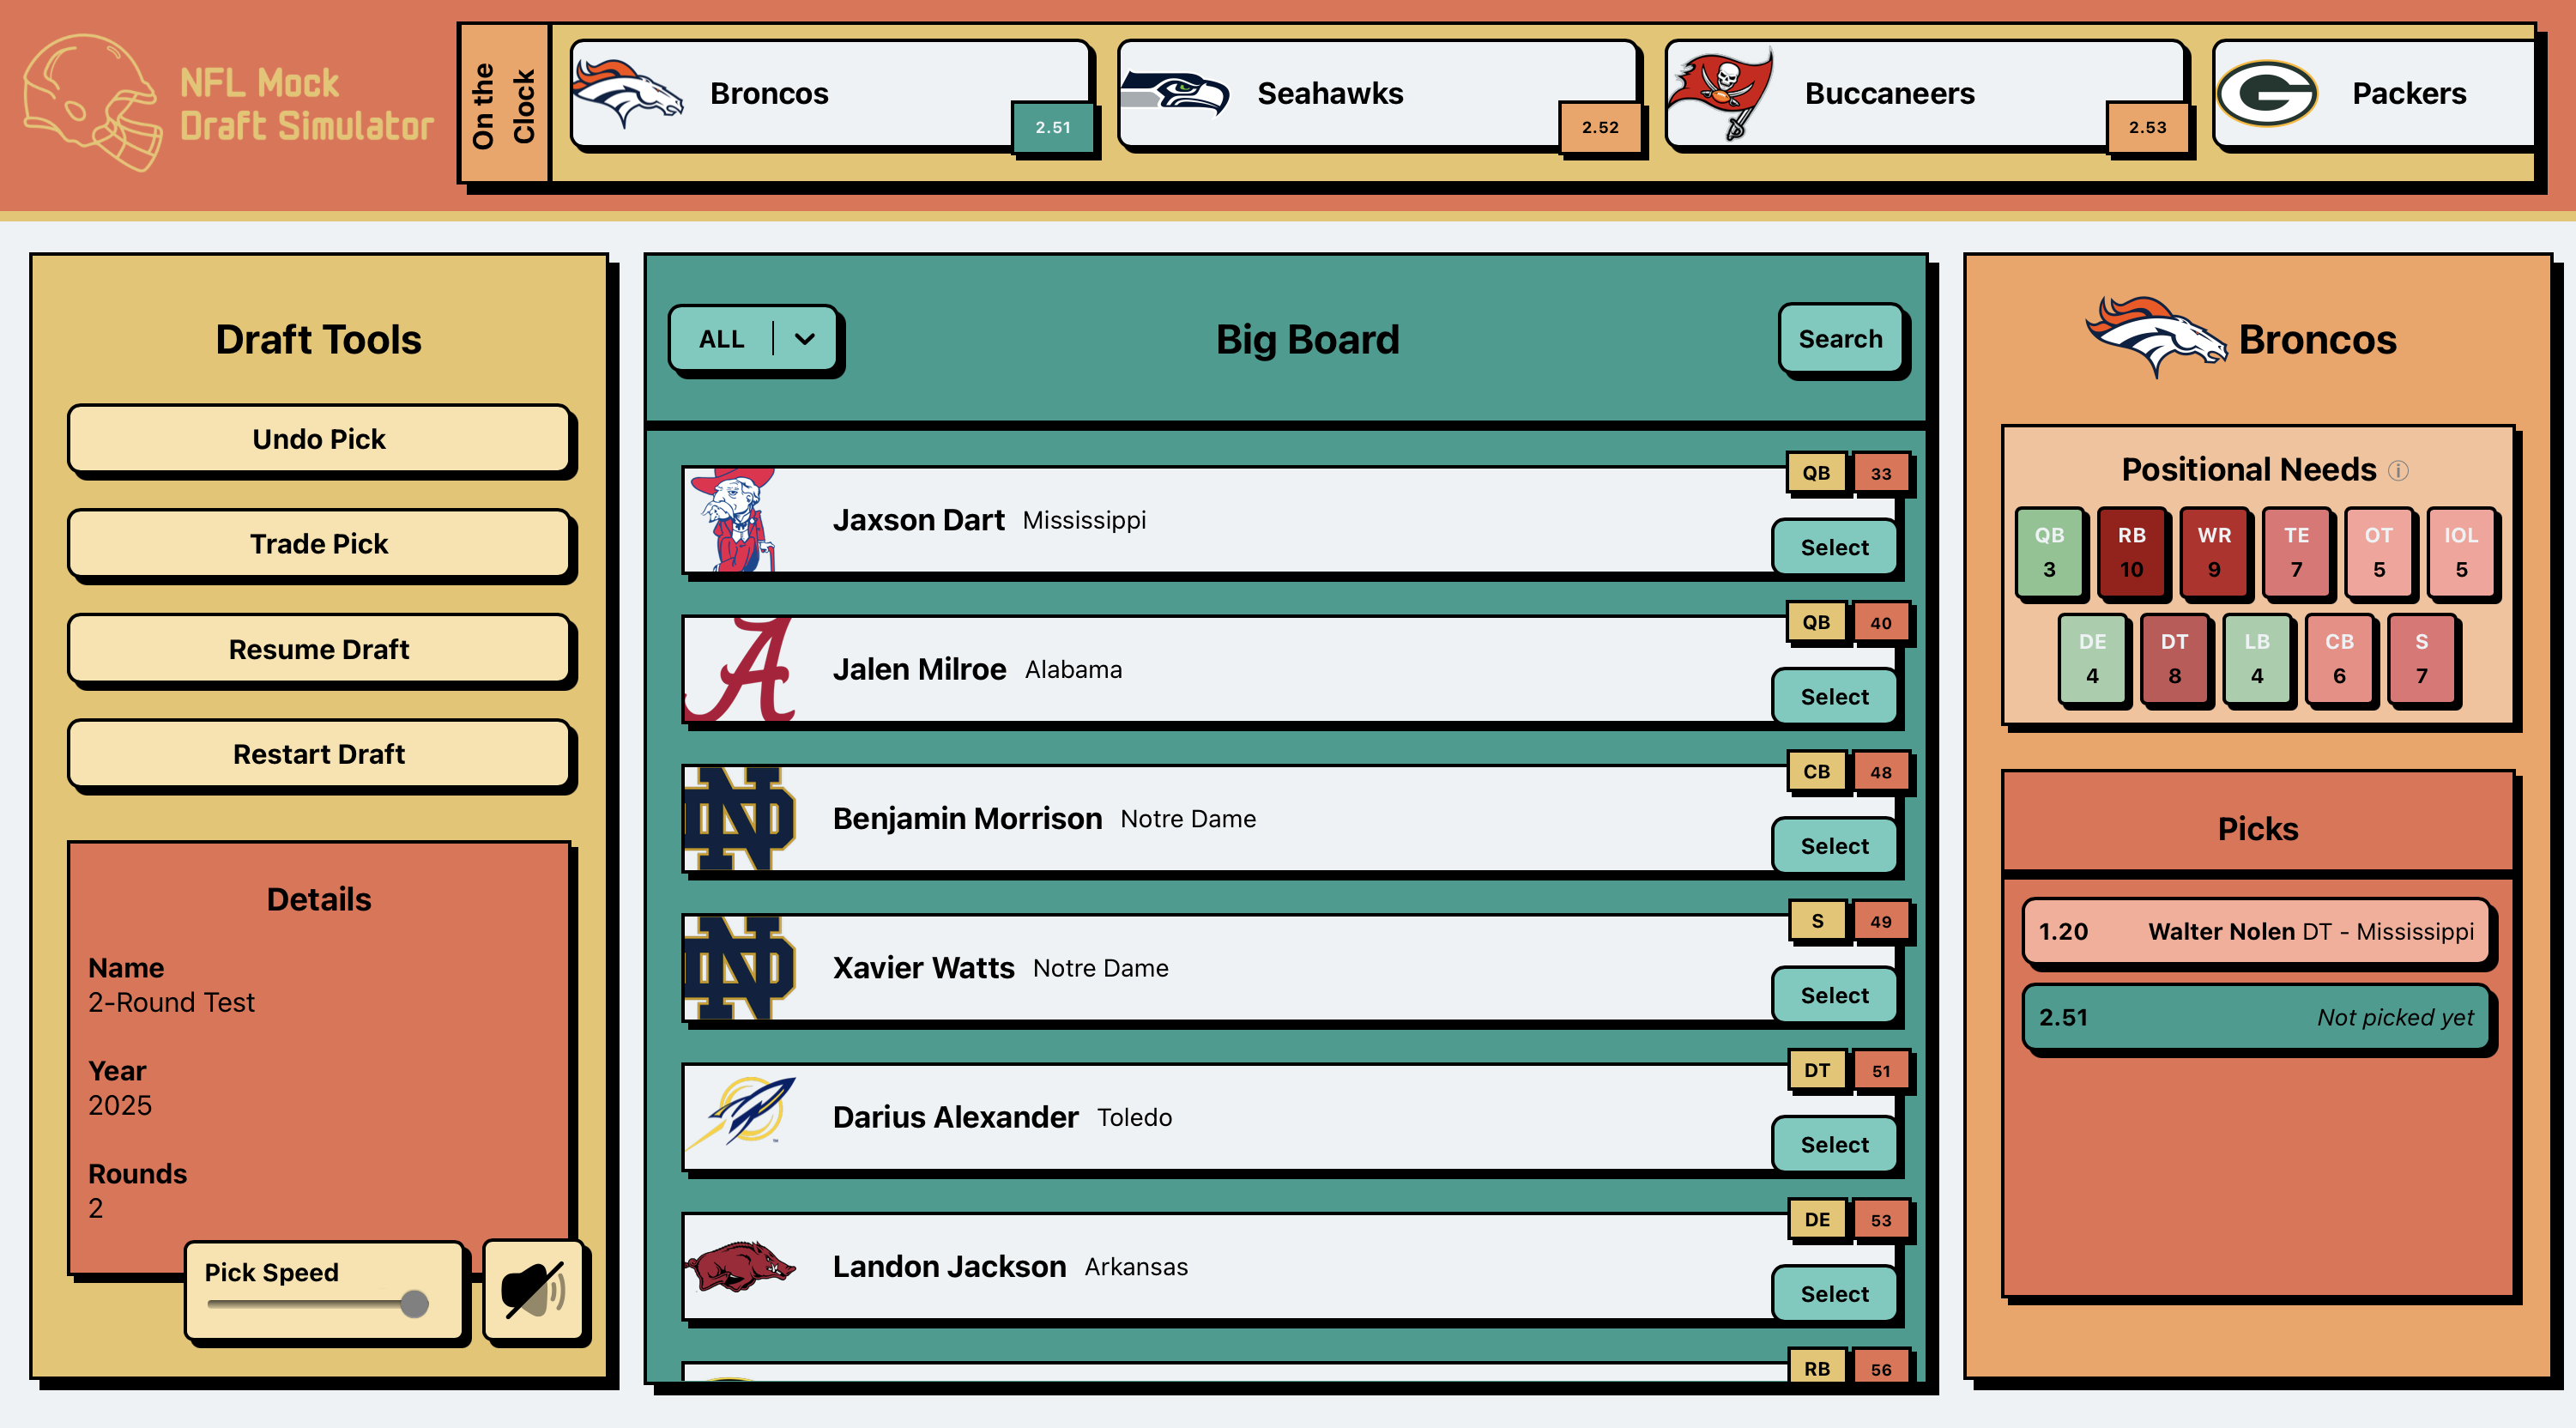 NFL Mock
Draft Simulator
On the
Clock
Broncos
2.51
Seahawks
2.52
Buccaneers
2.53
Packers
Draft Tools
Undo Pick
Trade Pick
Resume Draft
Restart Draft
Details
Name
2-Round Test
Year
2025
Rounds
2
Pick Speed
ALL
Big Board
Search
QB 33
Jaxson Dart Mississippi
Select
QB 40
Jalen Milroe Alabama
Select
CB 48
Benjamin Morrison Notre Dame
Select
S 49
Xavier Watts Notre Dame
Select
DT 51
Darius Alexander Toledo
Select
DE 53
Landon Jackson Arkansas
Select
RB 56
Broncos
Positional Needs
QB RB WR TE OT IOL
3 10 9 7 5 5
DE DT LB CB S
4 8 4 6 7
Picks
1.20 Walter Nolen DT - Mississippi
2.51 Not picked yet